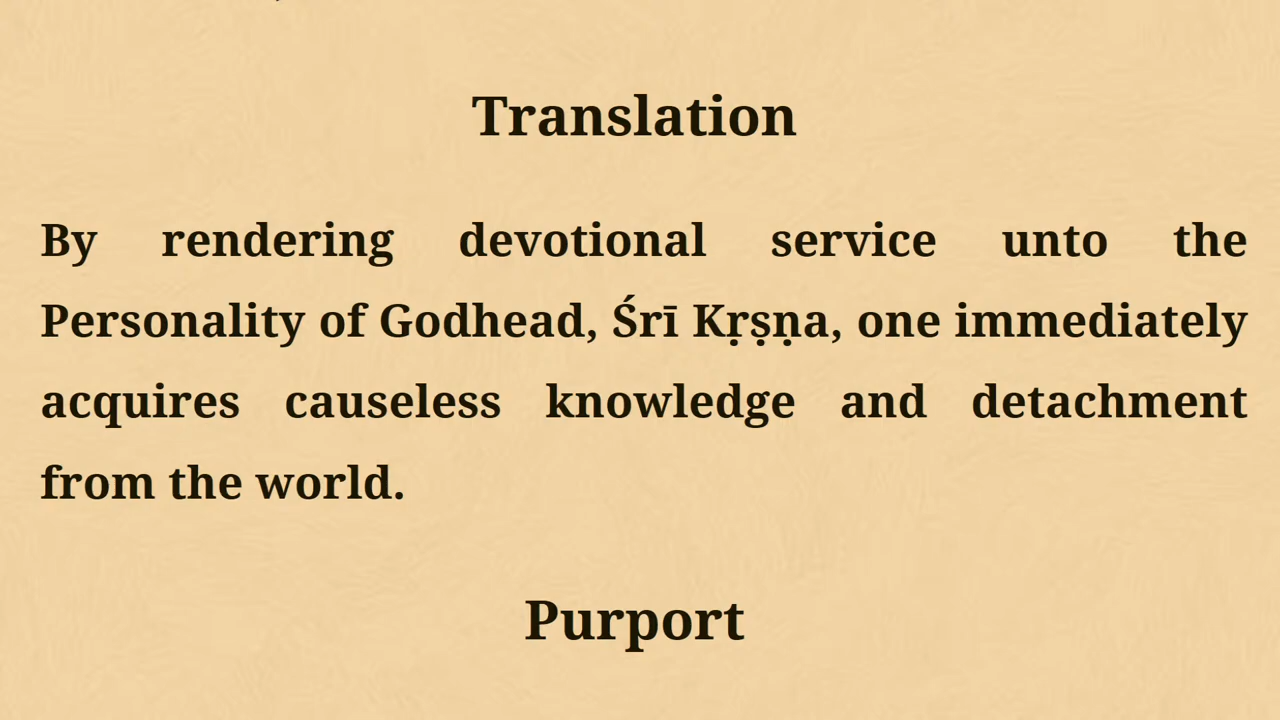 Translation
By rendering devotional service unto the
Personality of Godhead, Śrī Kṛṣṇa, one immediately
acquires causeless knowledge and detachment
from the world.
Purport